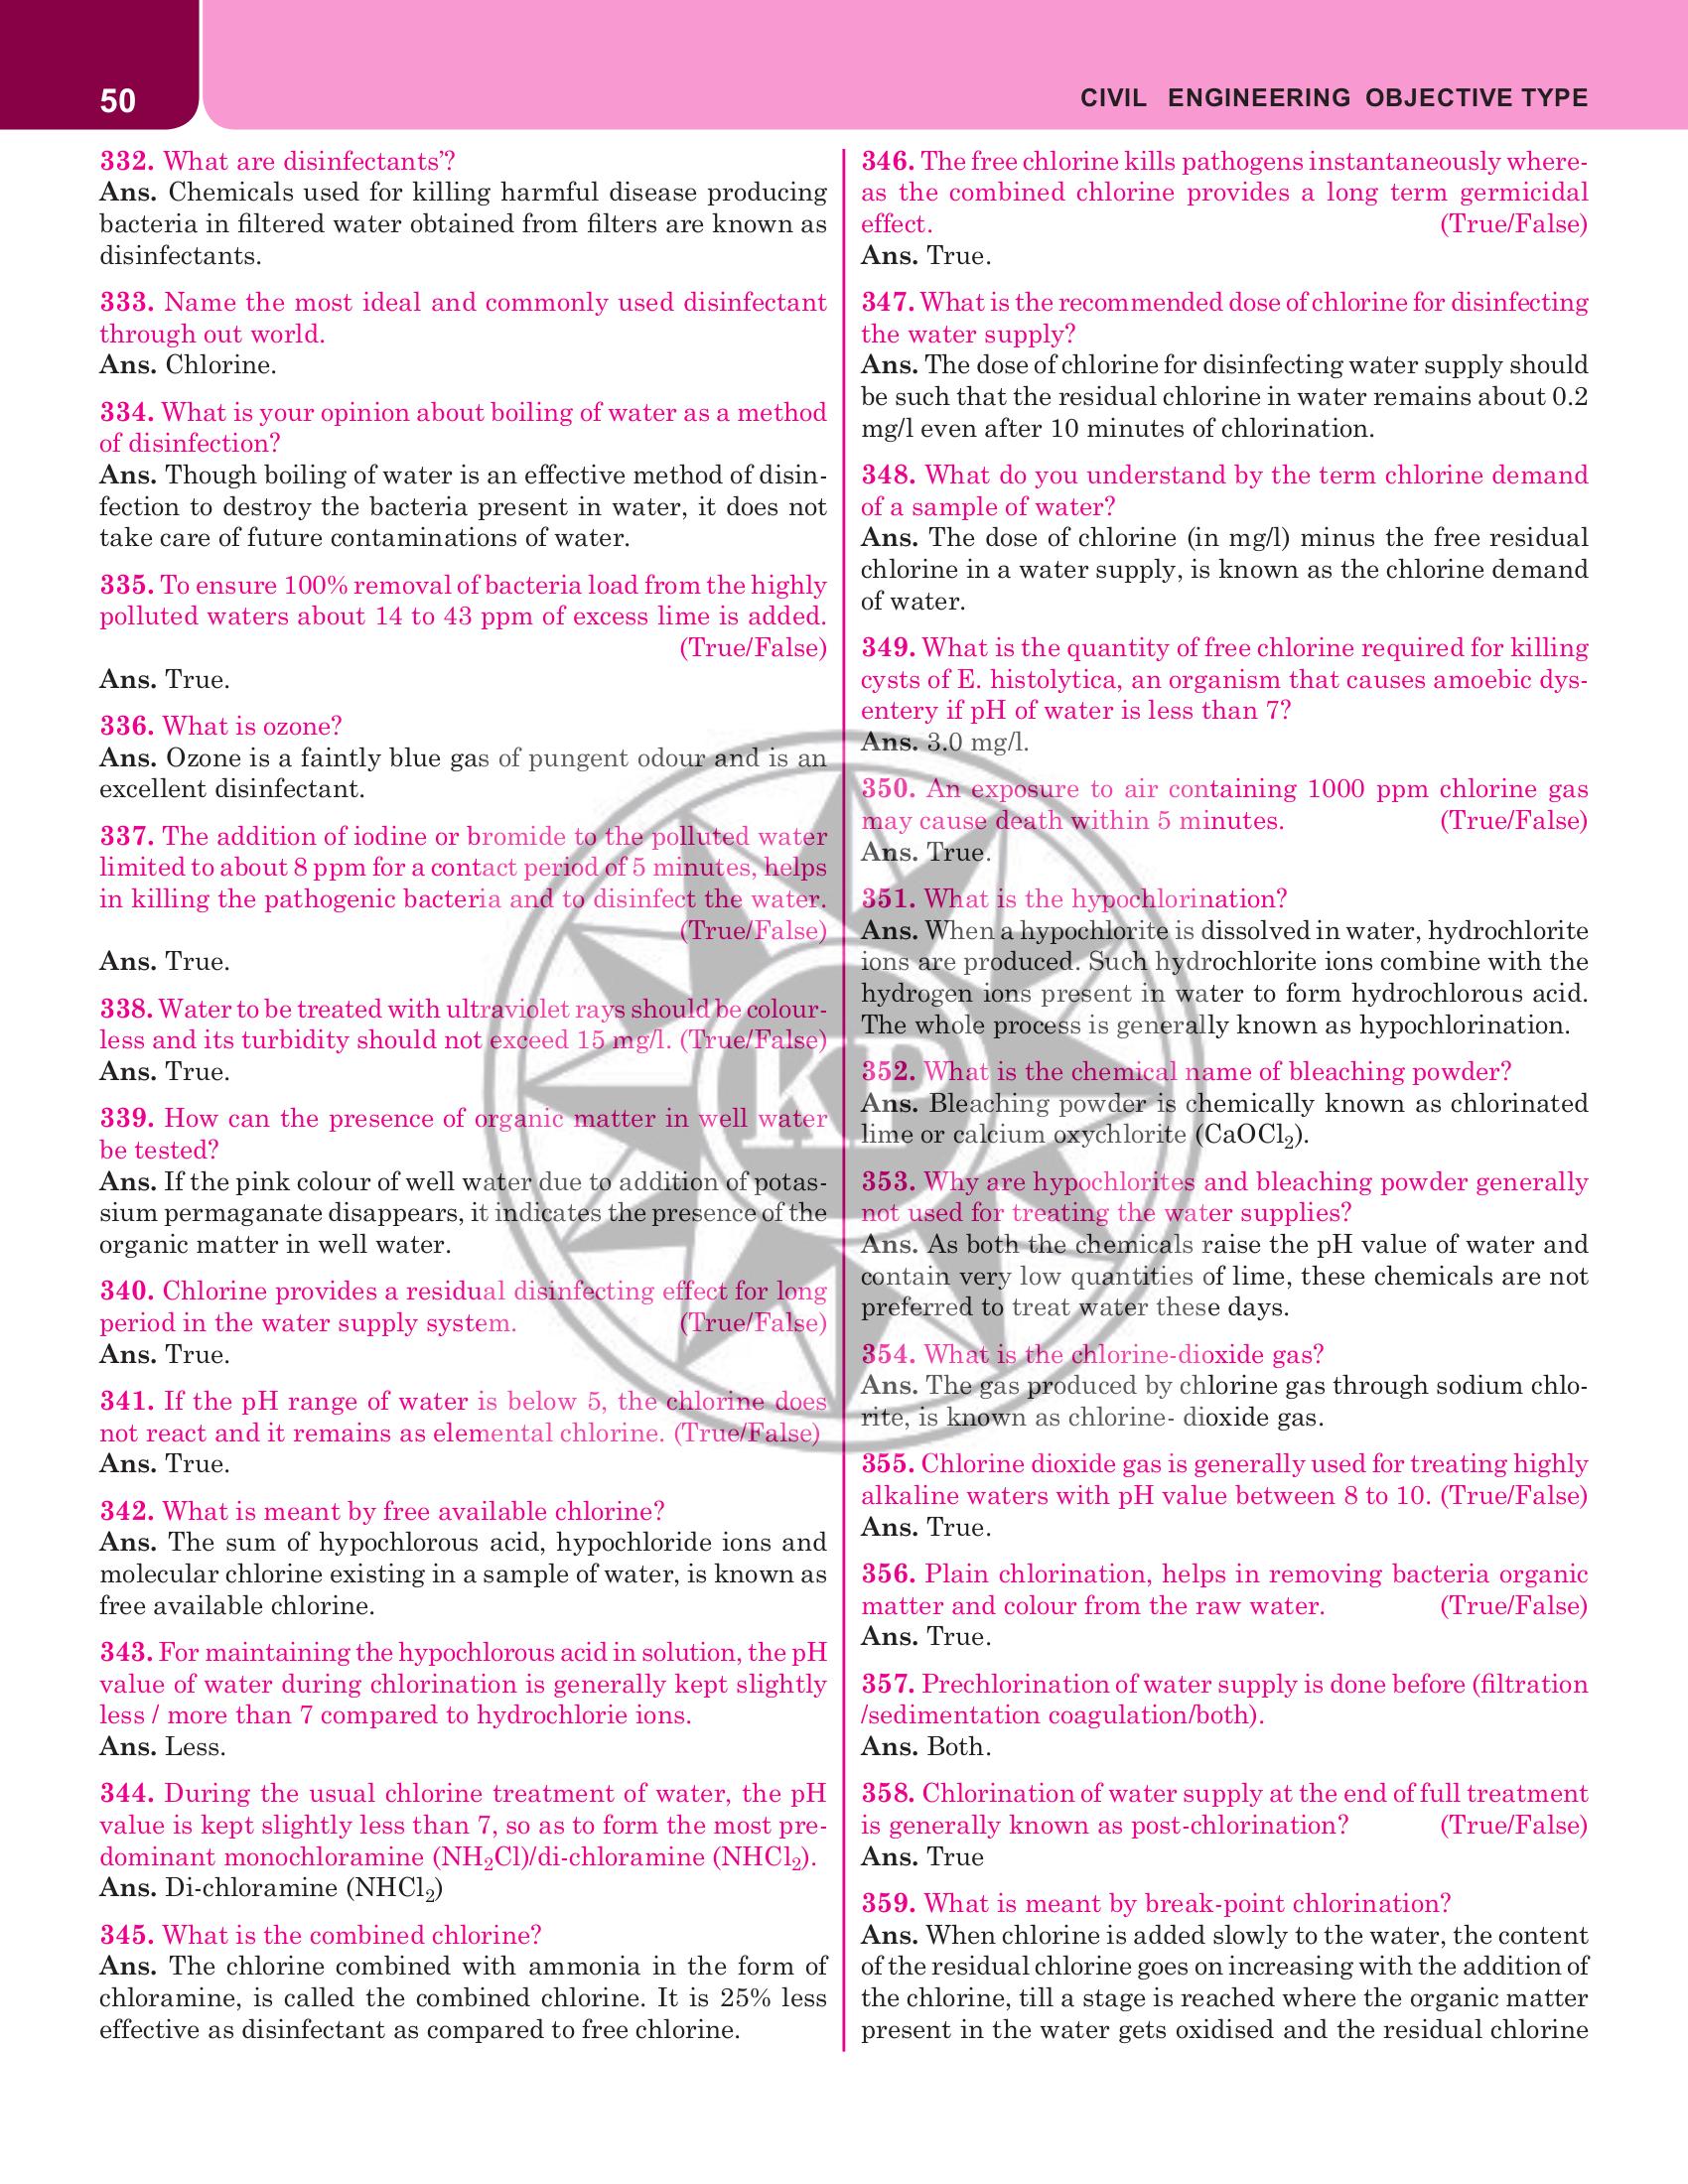 50
CIVIL ENGINEERING OBJECTIVE TYPE
332. What are disinfectants’?
Ans. Chemicals used for killing harmful disease producing
bacteria in filtered water obtained from filters are known as
disinfectants.
333. Name the most ideal and commonly used disinfectant
through out world.
Ans. Chlorine.
334. What is your opinion about boiling of water as a method
of disinfection?
Ans. Though boiling of water is an effective method of disin-
fection to destroy the bacteria present in water, it does not
take care of future contaminations of water.
335. To ensure 100% removal of bacteria load from the highly
polluted waters about 14 to 43 ppm of excess lime is added.
(True/False)
Ans. True.
336. What is ozone?
Ans. Ozone is a faintly blue gas of pungent odour and is an
excellent disinfectant.
337. The addition of iodine or bromide to the polluted water
limited to about 8 ppm for a contact period of 5 minutes, helps
in killing the pathogenic bacteria and to disinfect the water.
(True/False)
Ans. True.
338. Water to be treated with ultraviolet rays should be colour-
less and its turbidity should not exceed 15 mg/l. (True/False)
Ans. True.
339. How can the presence of organic matter in well water
be tested?
Ans. If the pink colour of well water due to addition of potas-
sium permaganate disappears, it indicates the presence of the
organic matter in well water.
340. Chlorine provides a residual disinfecting effect for long
period in the water supply system. (True/False)
Ans. True.
341. If the pH range of water is below 5, the chlorine does
not react and it remains as elemental chlorine. (True/False)
Ans. True.
342. What is meant by free available chlorine?
Ans. The sum of hypochlorous acid, hypochloride ions and
molecular chlorine existing in a sample of water, is known as
free available chlorine.
343. For maintaining the hypochlorous acid in solution, the pH
value of water during chlorination is generally kept slightly
less / more than 7 compared to hydrochlorie ions.
Ans. Less.
344. During the usual chlorine treatment of water, the pH
value is kept slightly less than 7, so as to form the most pre-
dominant monochloramine (NH₂Cl)/di-chloramine (NHCl₂).
Ans. Di-chloramine (NHCl₂)
345. What is the combined chlorine?
Ans. The chlorine combined with ammonia in the form of
chloramine, is called the combined chlorine. It is 25% less
effective as disinfectant as compared to free chlorine.
346. The free chlorine kills pathogens instantaneously where-
as the combined chlorine provides a long term germicidal
effect. (True/False)
Ans. True.
347. What is the recommended dose of chlorine for disinfecting
the water supply?
Ans. The dose of chlorine for disinfecting water supply should
be such that the residual chlorine in water remains about 0.2
mg/l even after 10 minutes of chlorination.
348. What do you understand by the term chlorine demand
of a sample of water?
Ans. The dose of chlorine (in mg/l) minus the free residual
chlorine in a water supply, is known as the chlorine demand
of water.
349. What is the quantity of free chlorine required for killing
cysts of E. histolytica, an organism that causes amoebic dys-
entery if pH of water is less than 7?
Ans. 3.0 mg/l.
350. An exposure to air containing 1000 ppm chlorine gas
may cause death within 5 minutes. (True/False)
Ans. True.
351. What is the hypochlorination?
Ans. When a hypochlorite is dissolved in water, hydrochlorite
ions are produced. Such hydrochlorite ions combine with the
hydrogen ions present in water to form hydrochlorous acid.
The whole process is generally known as hypochlorination.
352. What is the chemical name of bleaching powder?
Ans. Bleaching powder is chemically known as chlorinated
lime or calcium oxychlorite (CaOCl₂).
353. Why are hypochlorites and bleaching powder generally
not used for treating the water supplies?
Ans. As both the chemicals raise the pH value of water and
contain very low quantities of lime, these chemicals are not
preferred to treat water these days.
354. What is the chlorine-dioxide gas?
Ans. The gas produced by chlorine gas through sodium chlo-
rite, is known as chlorine- dioxide gas.
355. Chlorine dioxide gas is generally used for treating highly
alkaline waters with pH value between 8 to 10. (True/False)
Ans. True.
356. Plain chlorination, helps in removing bacteria organic
matter and colour from the raw water. (True/False)
Ans. True.
357. Prechlorination of water supply is done before (filtration
/sedimentation coagulation/both).
Ans. Both.
358. Chlorination of water supply at the end of full treatment
is generally known as post-chlorination? (True/False)
Ans. True
359. What is meant by break-point chlorination?
Ans. When chlorine is added slowly to the water, the content
of the residual chlorine goes on increasing with the addition of
the chlorine, till a stage is reached where the organic matter
present in the water gets oxidised and the residual chlorine
KP